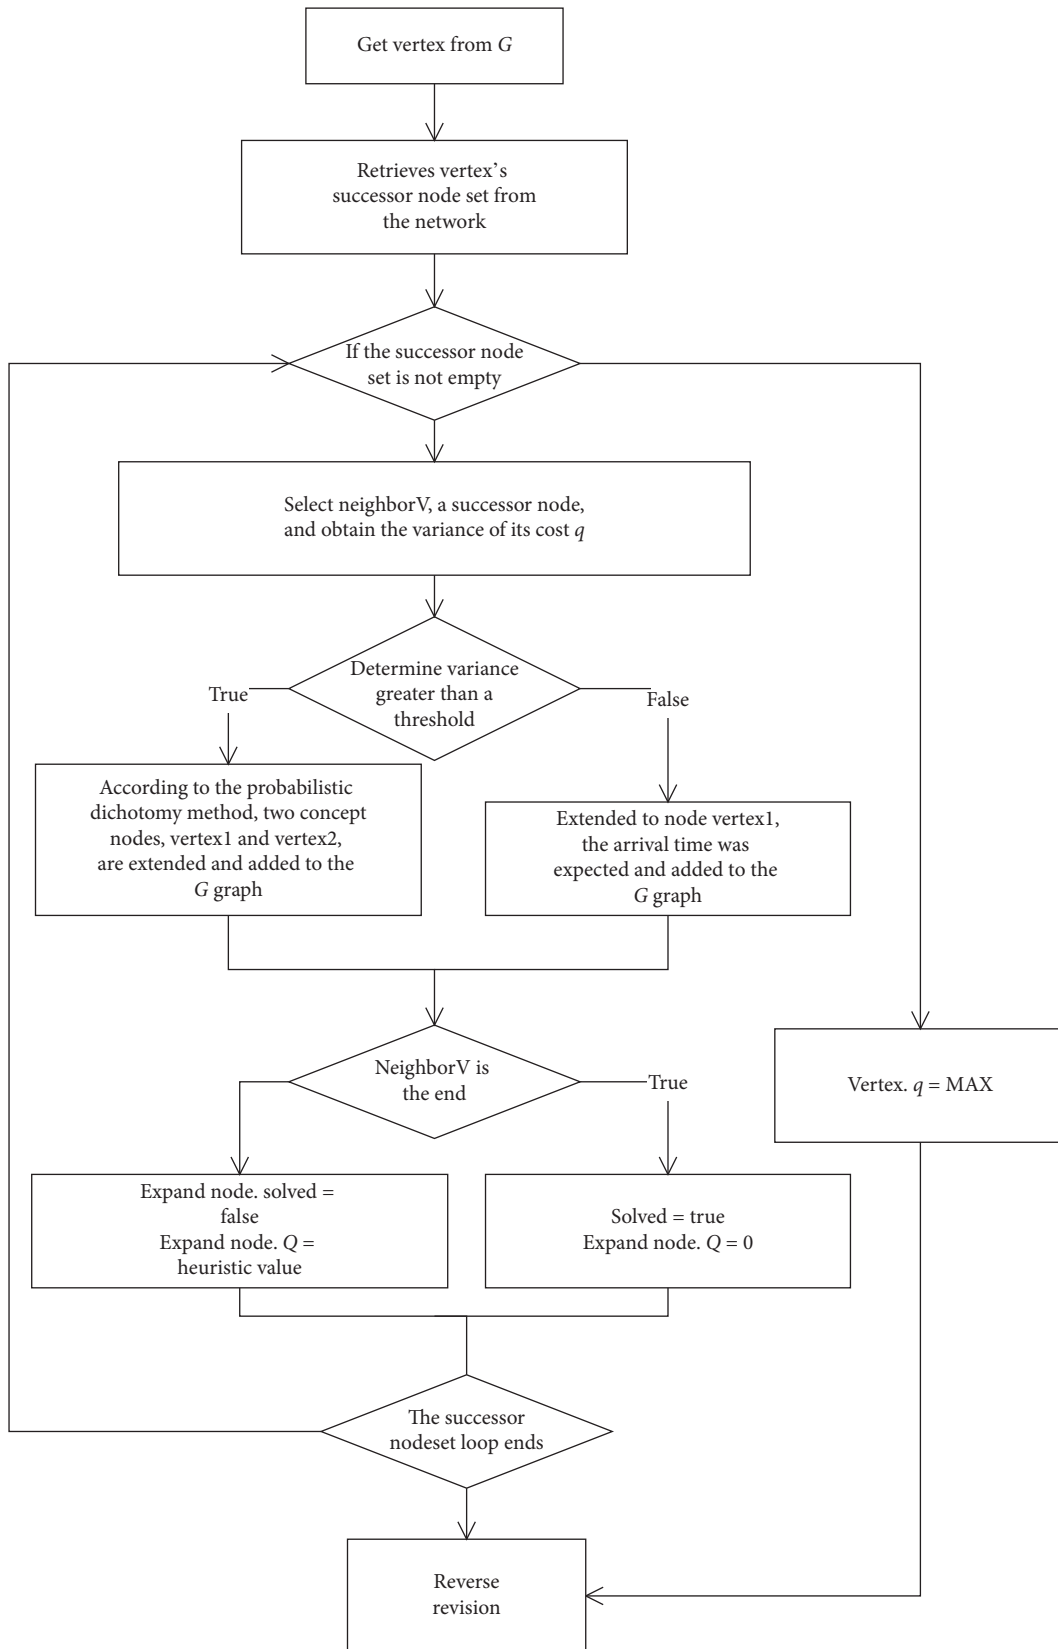 Get vertex from G
Retrieves vertex's
successor node set from
the network
If the successor node
set is not empty
Select neighborV, a successor node,
and obtain the variance of its cost q
Determine variance
greater than a
threshold
True
False
According to the probabilistic
dichotomy method, two concept
nodes, vertex1 and vertex2,
are extended and added to the
G graph
Extended to node vertex1,
the arrival time was
expected and added to the
G graph
NeighborV is
the end
True
Vertex. q = MAX
Expand node. solved =
false
Expand node. Q =
heuristic value
Solved = true
Expand node. Q = 0
The successor
nodeset loop ends
Reverse
revision